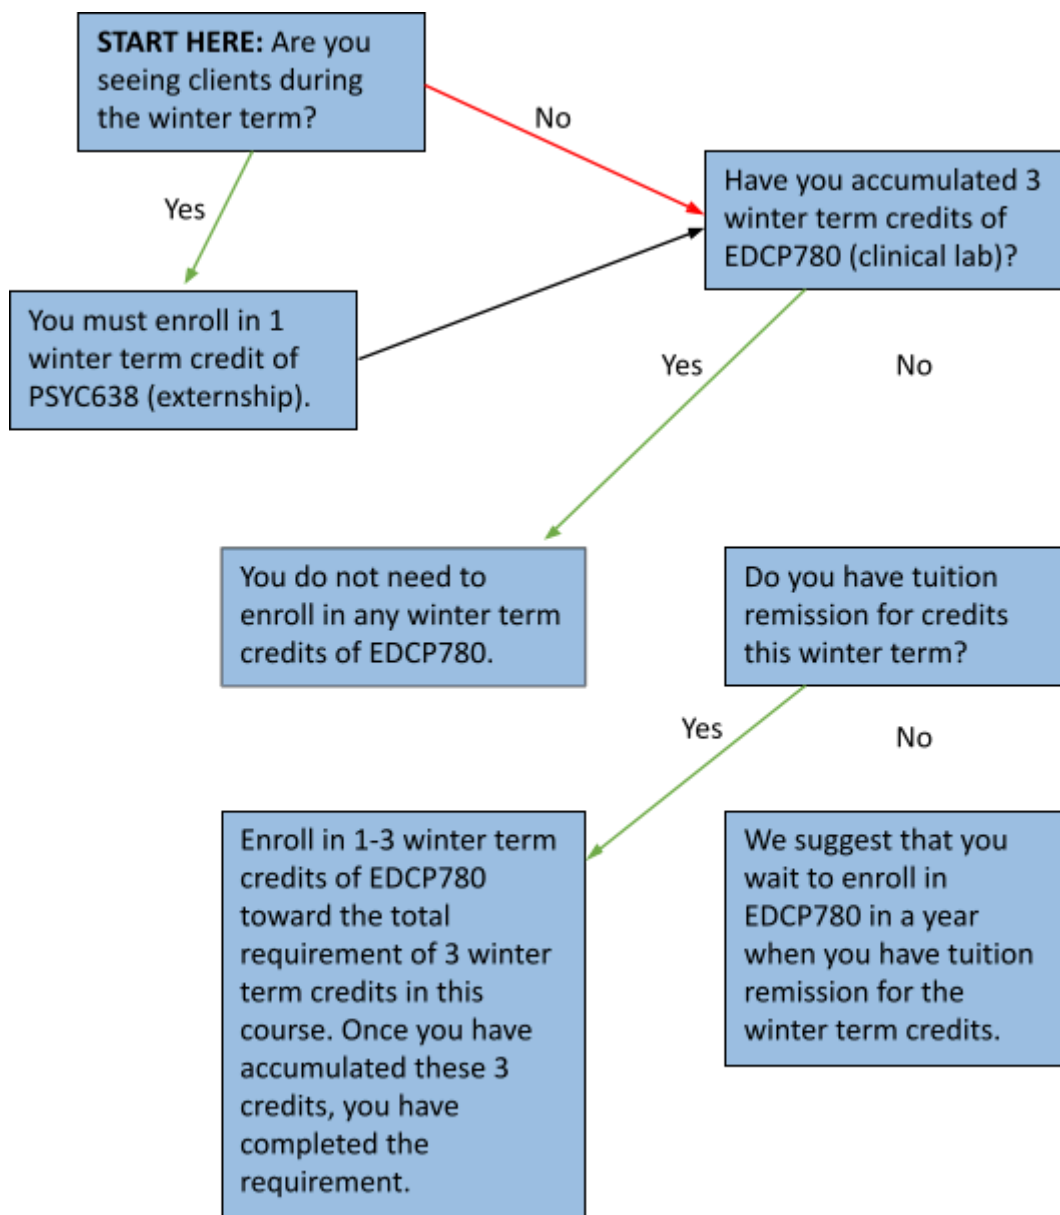 START HERE: Are you
seeing clients during
the winter term?
No
Yes
Have you accumulated 3
winter term credits of
EDCP780 (clinical lab)?
You must enroll in 1
winter term credit of
PSYC638 (externship).
Yes
No
You do not need to
enroll in any winter term
credits of EDCP780.
Do you have tuition
remission for credits
this winter term?
Yes
No
Enroll in 1-3 winter term
credits of EDCP780
toward the total
requirement of 3 winter
term credits in this
course. Once you have
accumulated these 3
credits, you have
completed the
requirement.
We suggest that you
wait to enroll in
EDCP780 in a year
when you have tuition
remission for the
winter term credits.